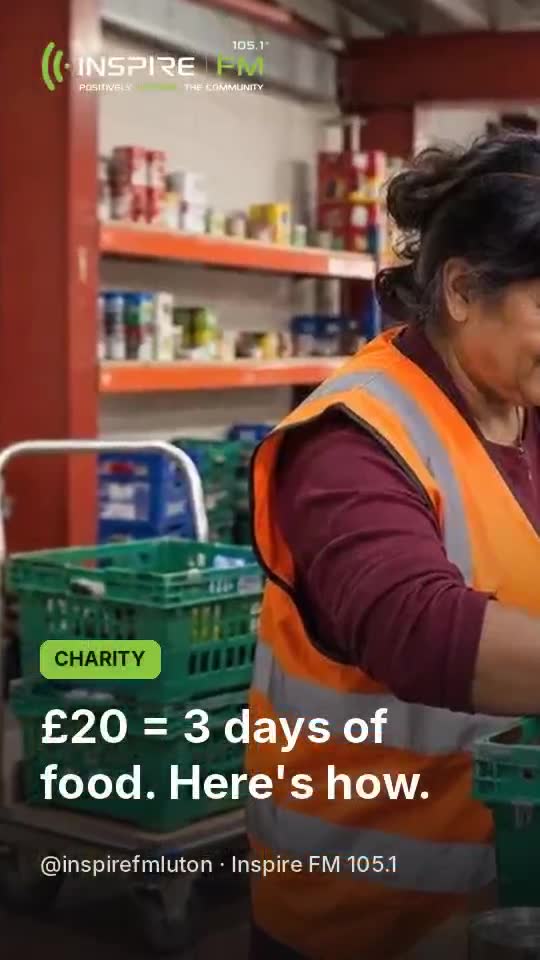 105.1
INSPIRE | FM
POSITIVELY THE COMMUNITY
CHARITY
£20 = 3 days of
food. Here's how.
@inspirefmluton · Inspire FM 105.1